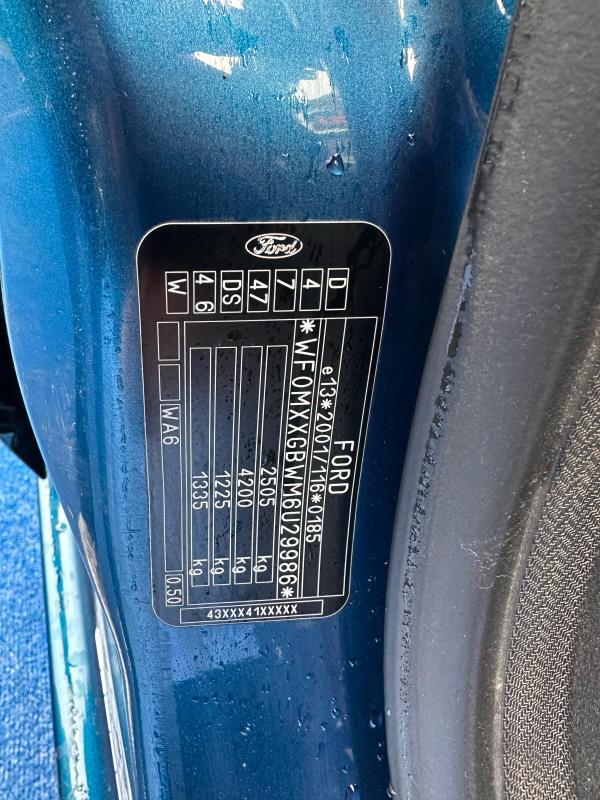 Ford
W 4 6 DS 47 7 4 D
FORD
e13*2001/116*0185
*WF0MXXGBWM6U29986*
2505 kg
4200 kg
1225 kg
1335 kg
WA6 0.50
43XXX41XXXXX